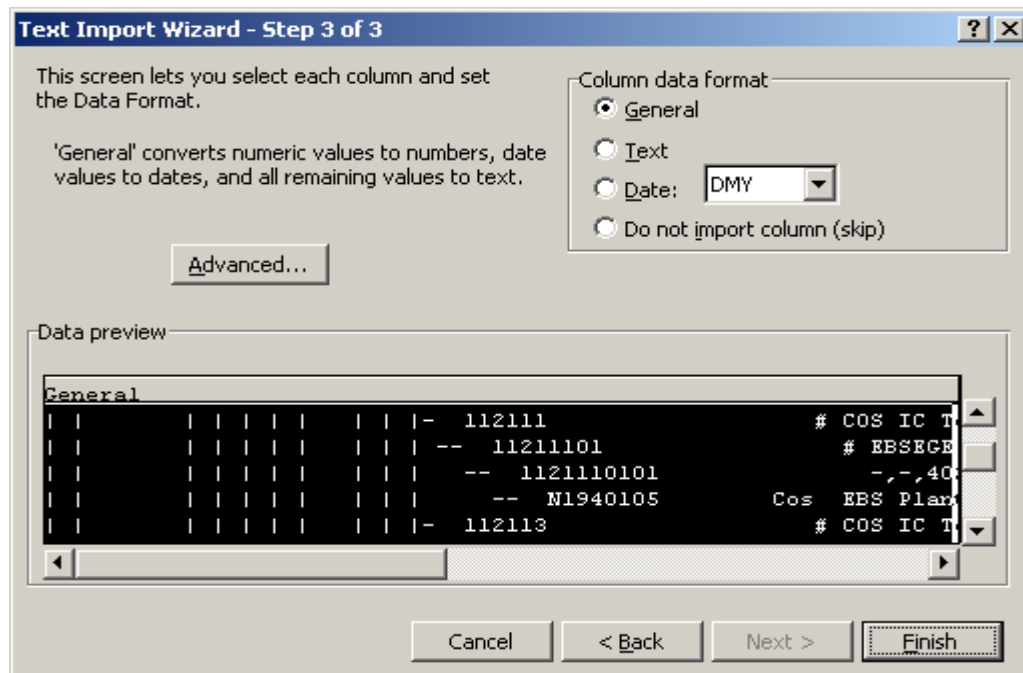 Text Import Wizard - Step 3 of 3
This screen lets you select each column and set
the Data Format.
'General' converts numeric values to numbers, date
values to dates, and all remaining values to text.
Advanced...
Column data format
General
Text
Date: DMY
Do not import column (skip)
Data preview
General
| | | | | | | | | |- 112111 # COS IC T
| | | | | | | | | | -- 11211101 # EBSEGE
| | | | | | | | | -- 1121110101 -,-,40
| | | | | | | | | -- N1940105 Cos EBS Plan
| | | | | | | | | |- 112113 # COS IC T
Cancel
< Back
Next >
Finish